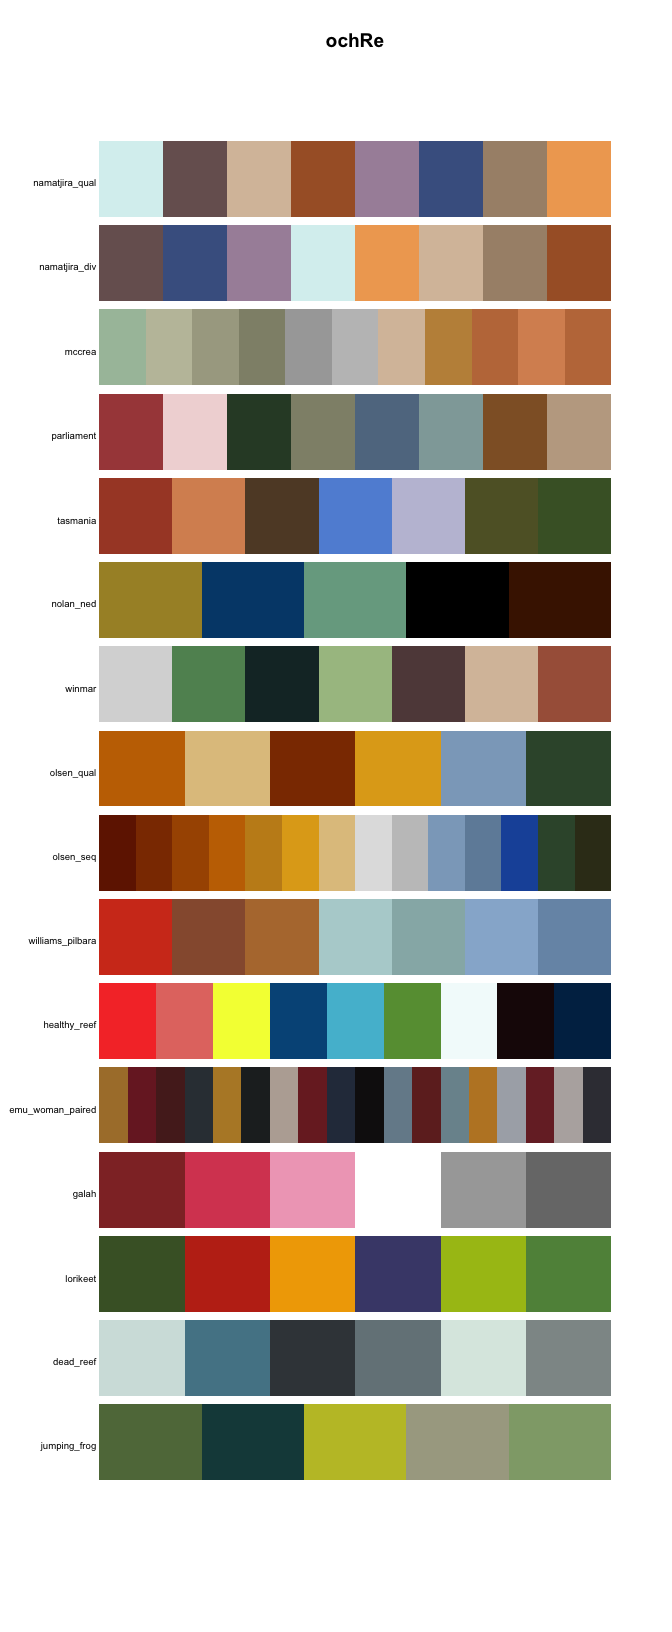 ochRe
namatjira_qual
namatjira_div
mccrea
parliament
tasmania
nolan_ned
winmar
olsen_qual
olsen_seq
williams_pilbara
healthy_reef
emu_woman_paired
galah
lorikeet
dead_reef
jumping_frog